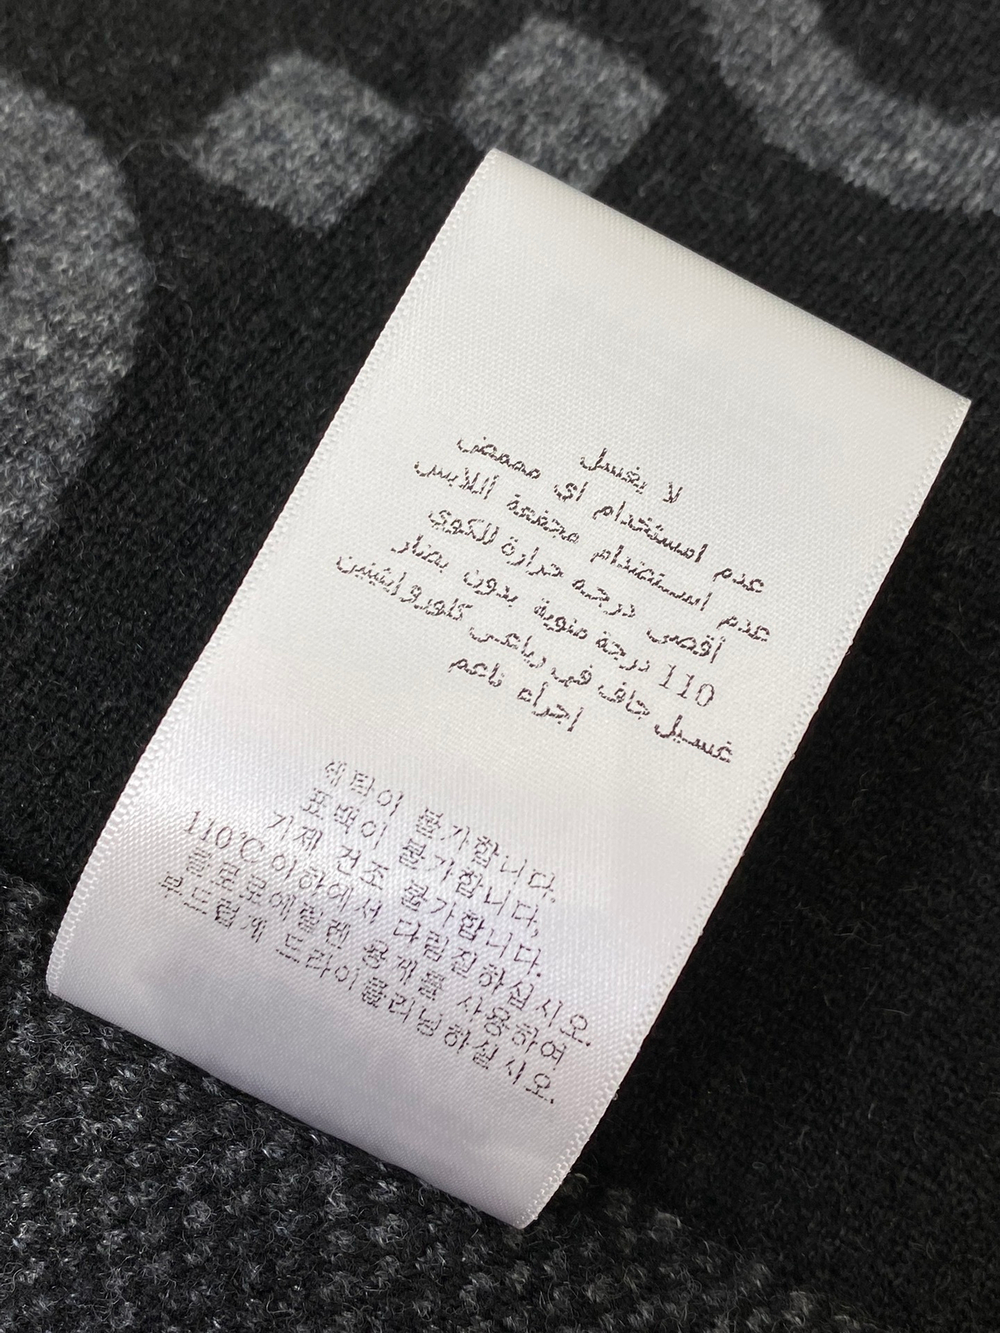 لا يغسل
عدم استخدام اي مبيض
عدم استخدام مجففة الملابس
أقصى درجه حرارة للكوي
110 درجة مئوية بدون بخار
غسيل جاف في رباعي كلورو إيثيلين
اجراء ناعم
세탁이 불가합니다.
표백이 불가합니다,
기계 건조 불가합니다.
110℃ 이하에서 다림질하십시오.
클로로에틸렌 용제를 사용하여
부드럽게 드라이클리닝하십시오.